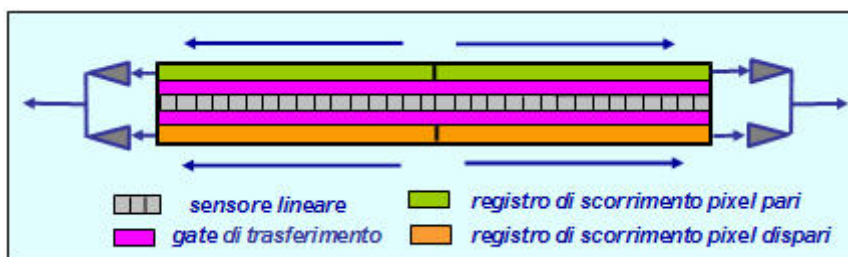 sensore lineare
registro di scorrimento pixel pari
gate di trasferimento
registro di scorrimento pixel dispari